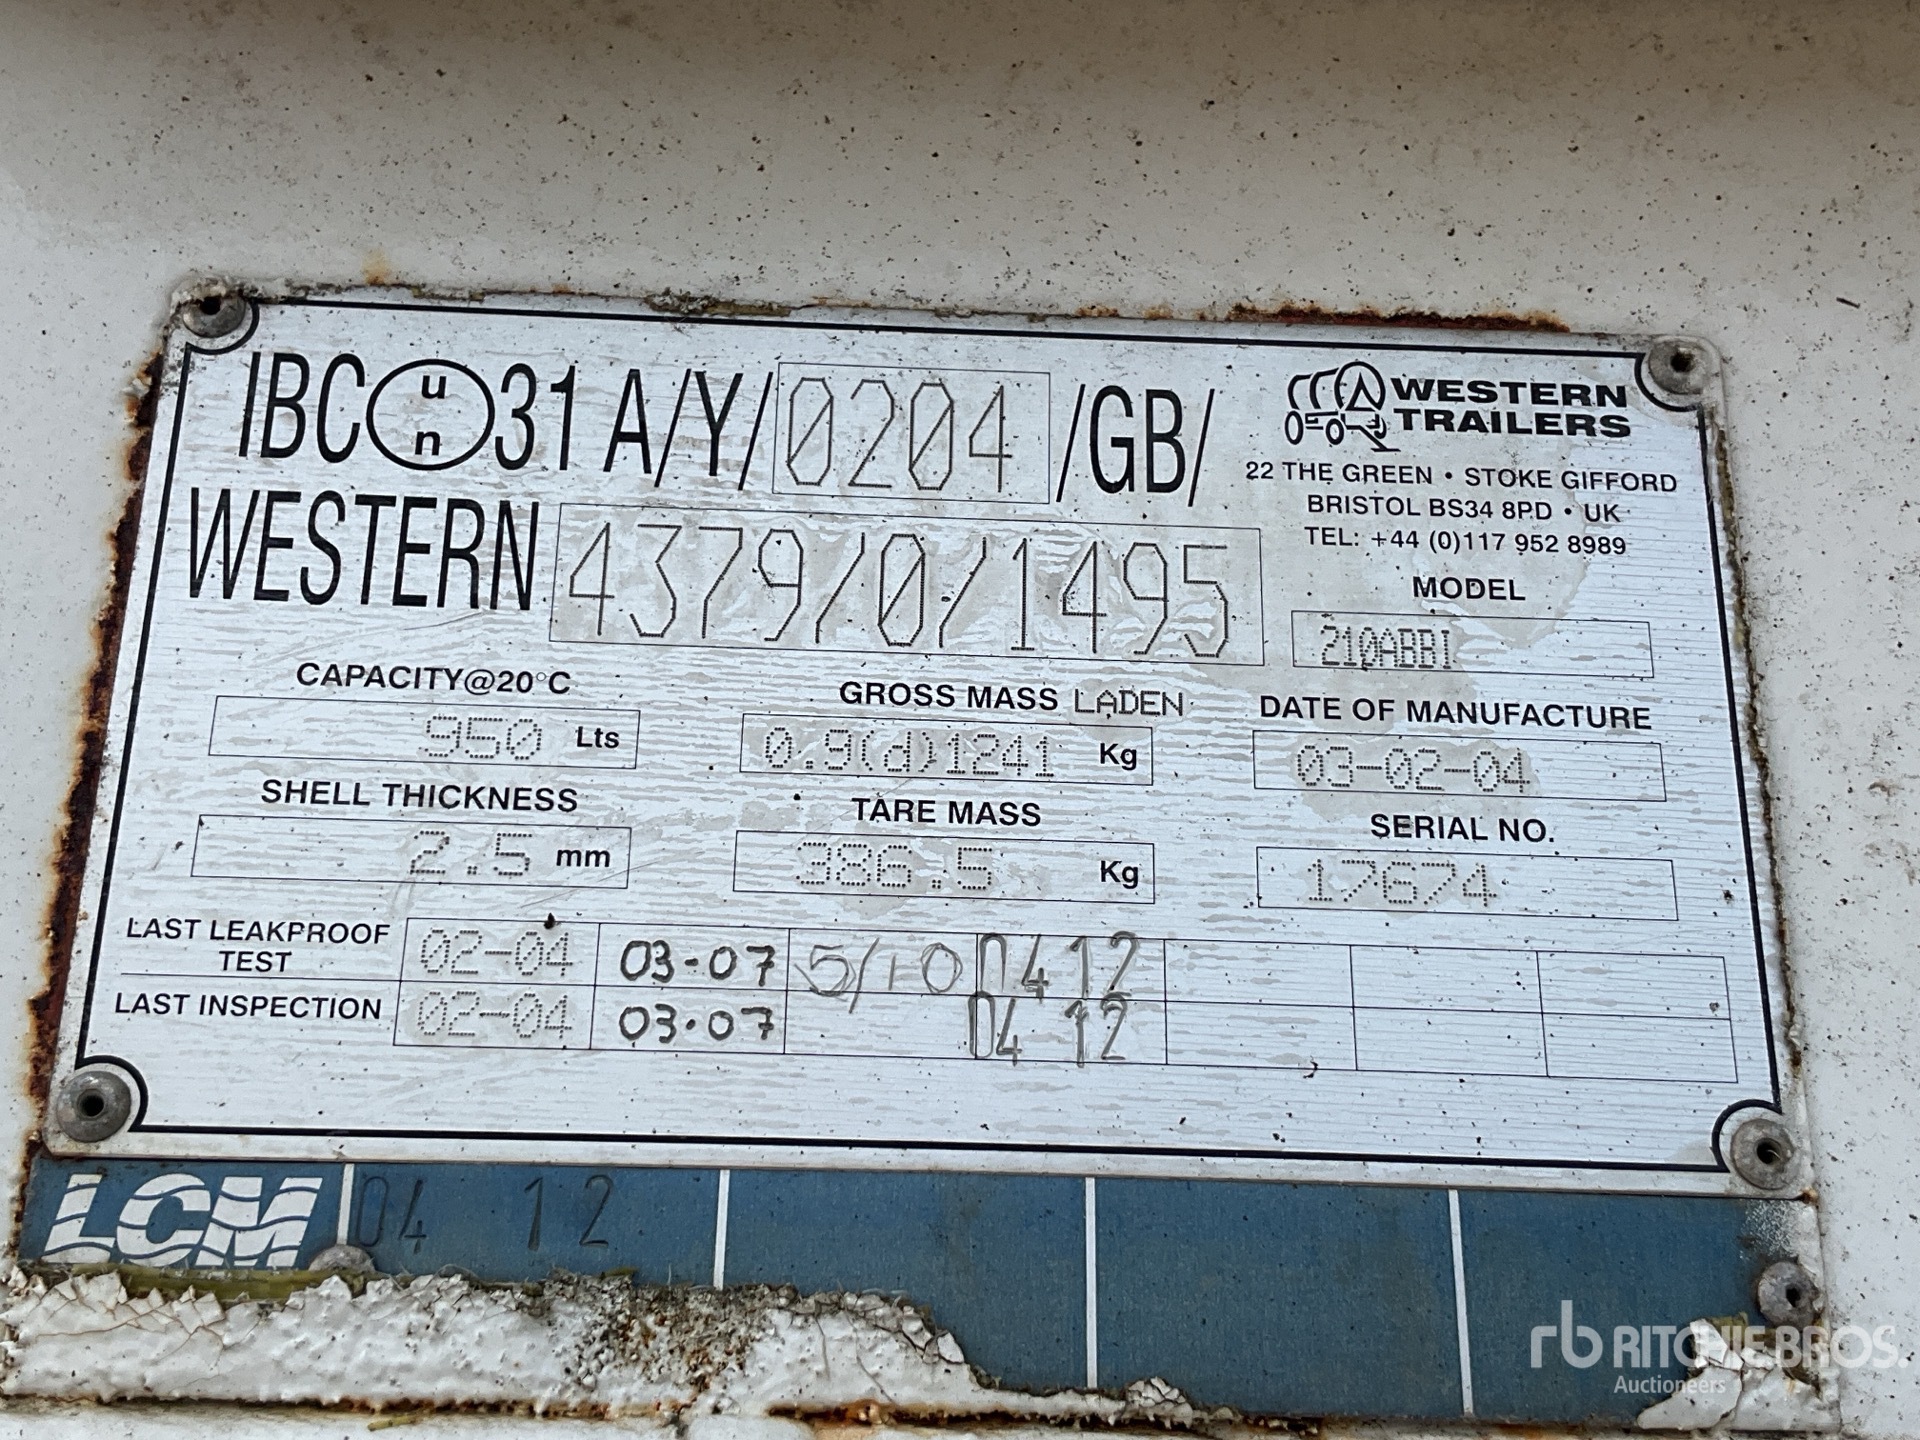 IBC un 31 A/Y/ 0204 /GB/
WESTERN 4379/0/1495
WESTERN
TRAILERS
22 THE GREEN • STOKE GIFFORD
BRISTOL BS34 8PD • UK
TEL: +44 (0)117 952 8989
MODEL
210ABBI
CAPACITY@20°C
950 Lts
GROSS MASS LADEN
0.9(d)1241 Kg
DATE OF MANUFACTURE
03-02-04
SHELL THICKNESS
2.5 mm
TARE MASS
386.5 Kg
SERIAL NO.
17674
LAST LEAKPROOF
TEST
02-04 03-07 5/10 04 12
LAST INSPECTION 02-04 03-07 04 12
LCM 04 12
rb RITCHIE BROS.
Auctioneers